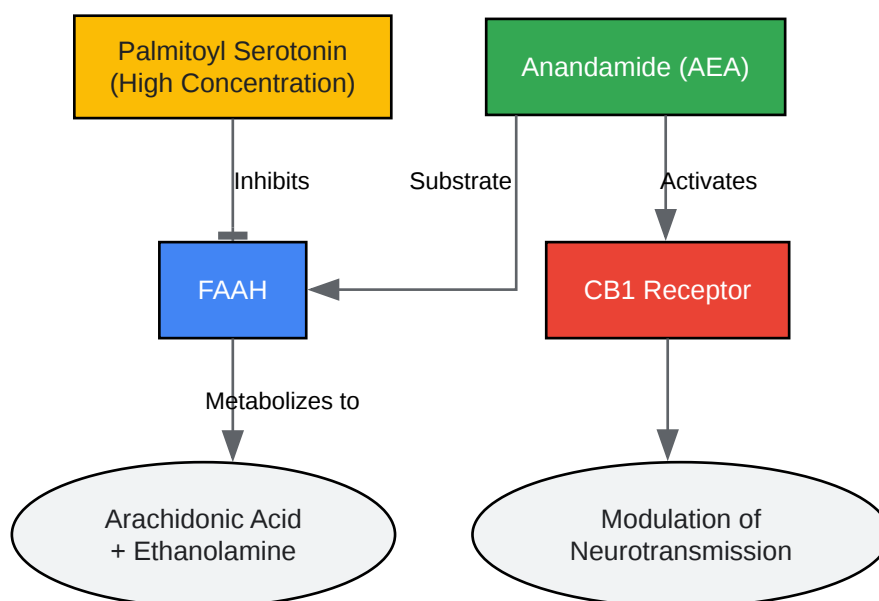 Palmitoyl Serotonin
(High Concentration)
Anandamide (AEA)
Inhibits
Substrate
Activates
FAAH
CB1 Receptor
Metabolizes to
Arachidonic Acid
+ Ethanolamine
Modulation of
Neurotransmission